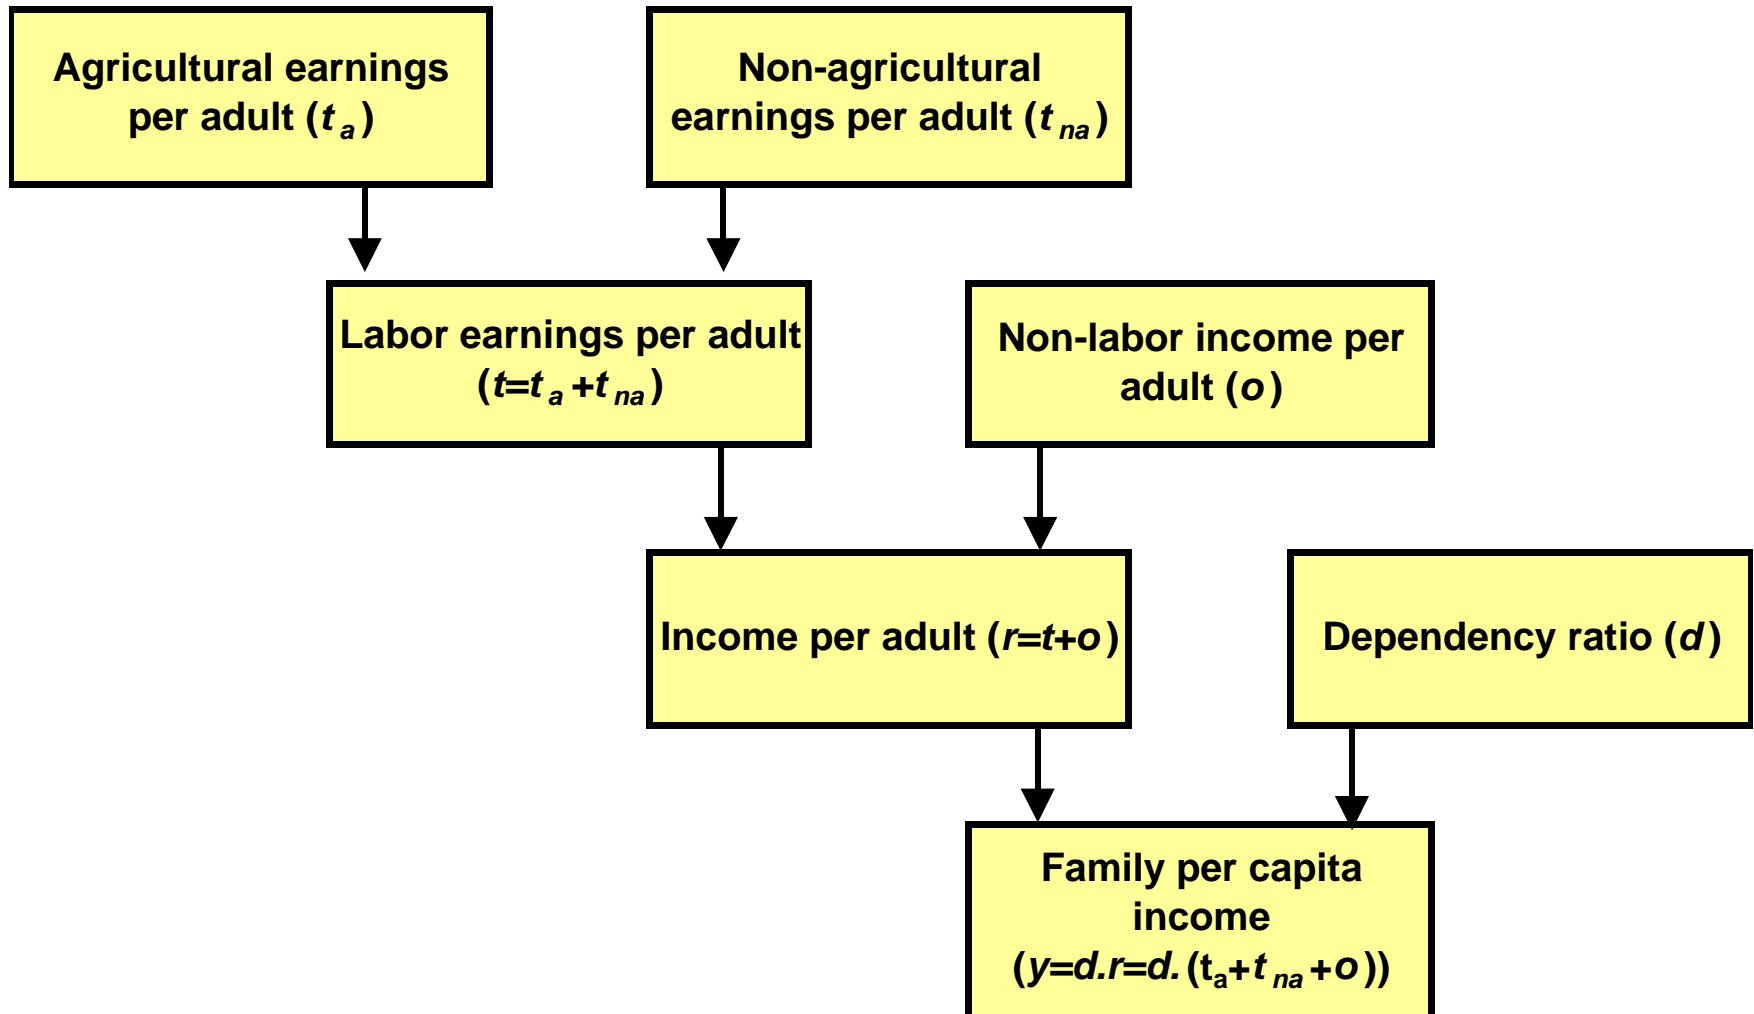 Agricultural earnings
per adult (t a)
Non-agricultural
earnings per adult (t na)
Labor earnings per adult
(t=t a +t na)
Non-labor income per
adult (o)
Income per adult (r=t+o)
Dependency ratio (d)
Family per capita
income
(y=d.r=d.(ta+t na+o))